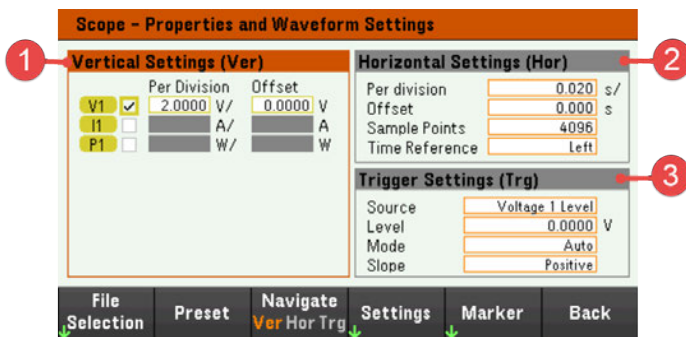 Scope - Properties and Waveform Settings
1
Vertical Settings (Ver)
Per Division Offset
V1 2.0000 V/ 0.0000 V
I1 A/ A
P1 W/ W
2
Horizontal Settings (Hor)
Per division 0.020 s/
Offset 0.000 s
Sample Points 4096
Time Reference Left
3
Trigger Settings (Trg)
Source Voltage 1 Level
Level 0.0000 V
Mode Auto
Slope Positive
File Selection
Preset
Navigate
Ver Hor Trg
Settings
Marker
Back